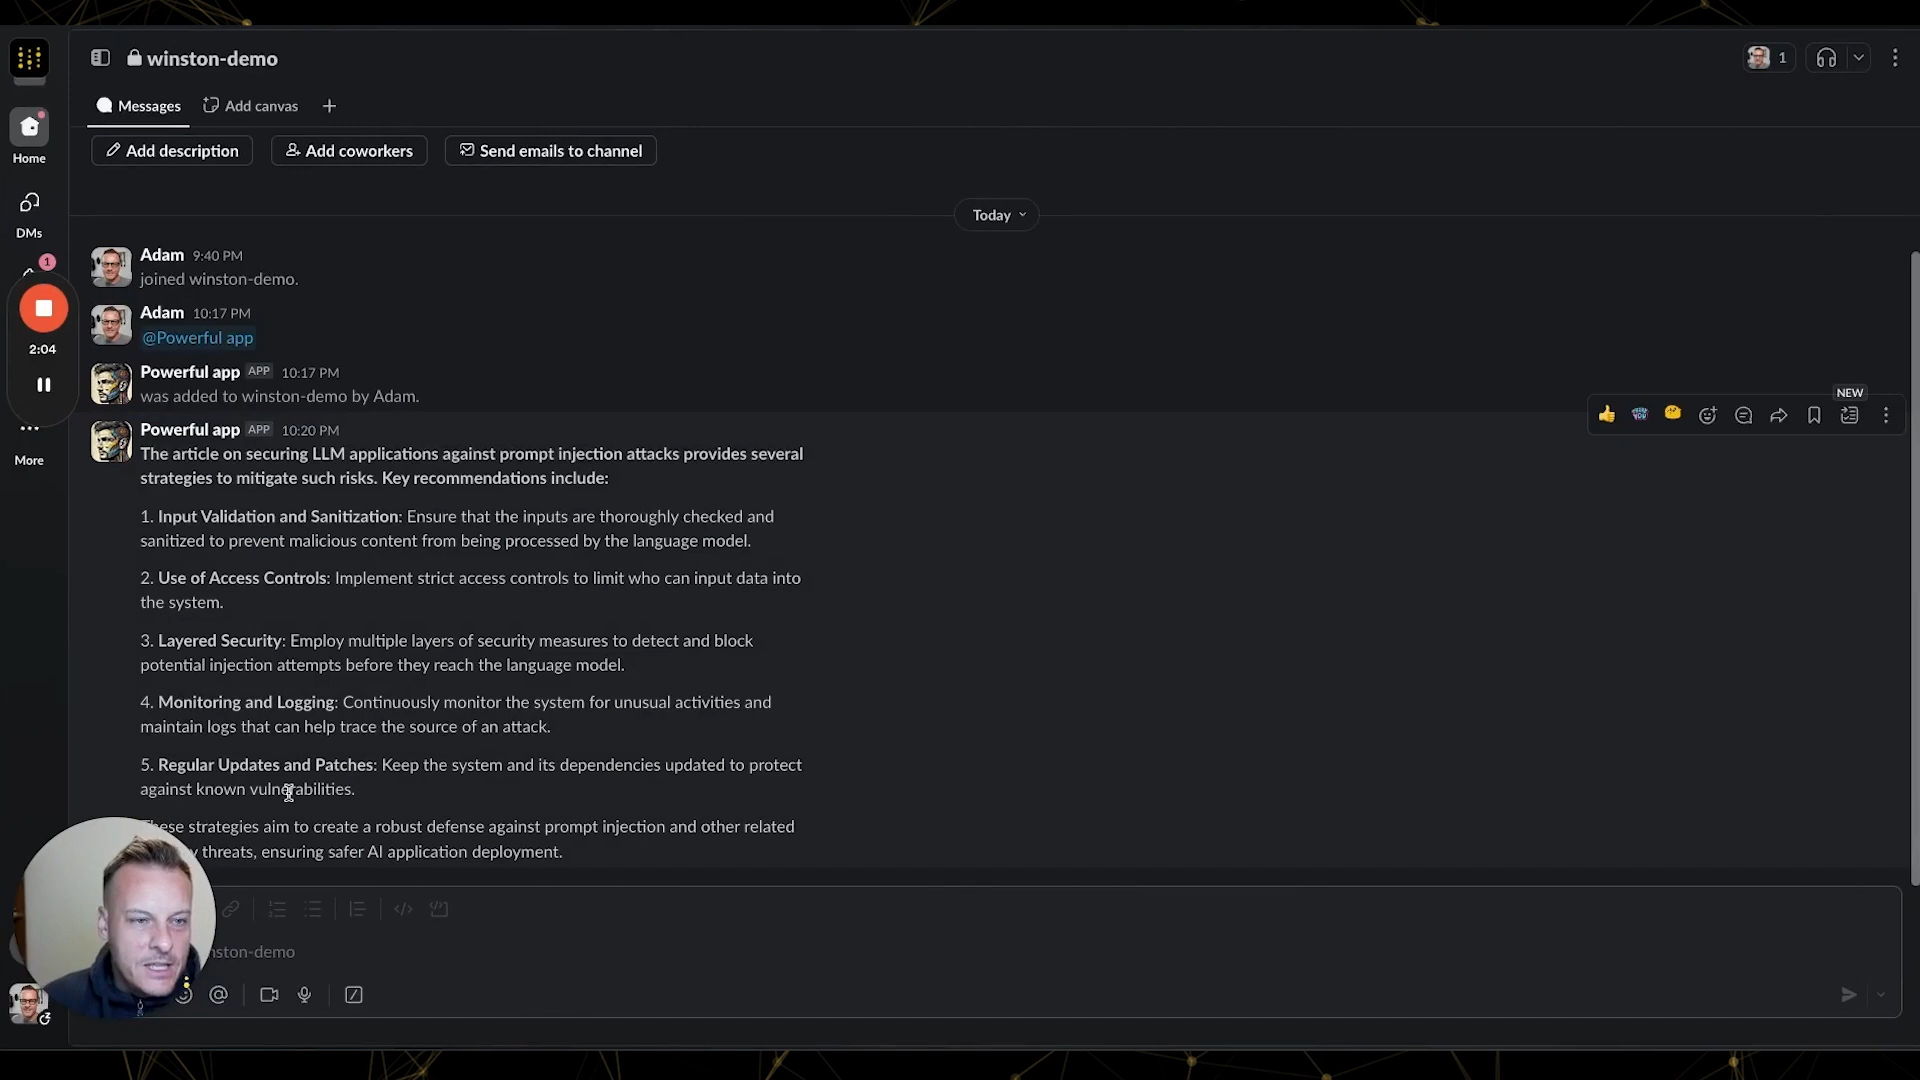 winston-demo
1
Messages
Add canvas
Add description
Add coworkers
Send emails to channel
Home
DMs
1
2:04
More
Today
Adam 9:40 PM
joined winston-demo.
Adam 10:17 PM
@Powerful app
Powerful app APP 10:17 PM
was added to winston-demo by Adam.
NEW
Powerful app APP 10:20 PM
The article on securing LLM applications against prompt injection attacks provides several
strategies to mitigate such risks. Key recommendations include:
1. Input Validation and Sanitization: Ensure that the inputs are thoroughly checked and
sanitized to prevent malicious content from being processed by the language model.
2. Use of Access Controls: Implement strict access controls to limit who can input data into
the system.
3. Layered Security: Employ multiple layers of security measures to detect and block
potential injection attempts before they reach the language model.
4. Monitoring and Logging: Continuously monitor the system for unusual activities and
maintain logs that can help trace the source of an attack.
5. Regular Updates and Patches: Keep the system and its dependencies updated to protect
against known vulnerabilities.
hese strategies aim to create a robust defense against prompt injection and other related
threats, ensuring safer AI application deployment.
nston-demo